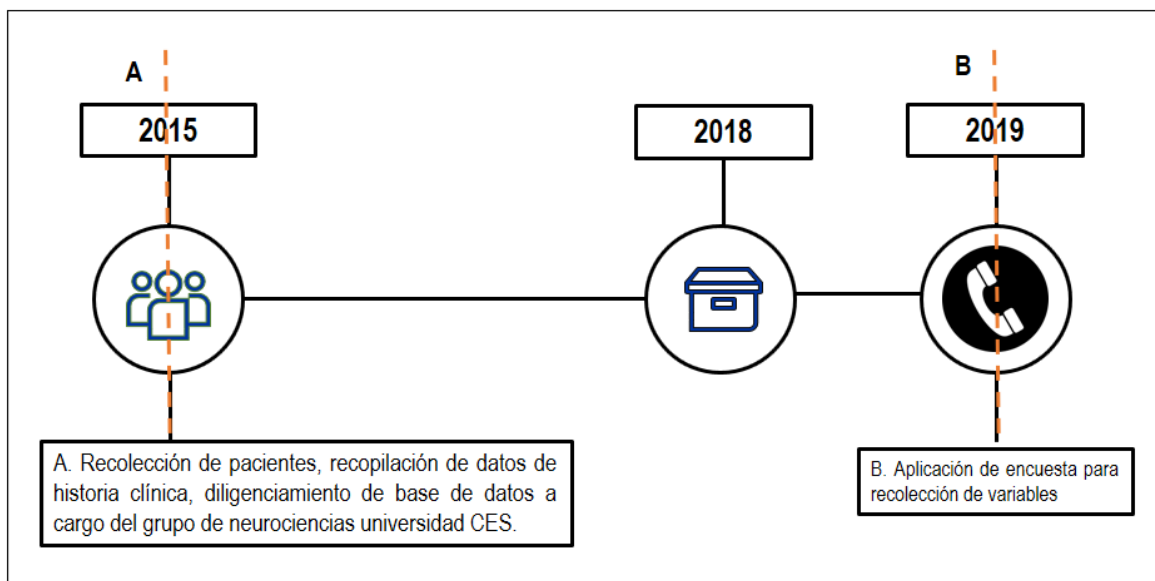 A
B
2015
2018
2019
A. Recolección de pacientes, recopilación de datos de
historia clínica, diligenciamiento de base de datos a
cargo del grupo de neurociencias universidad CES.
B. Aplicación de encuesta para
recolección de variables